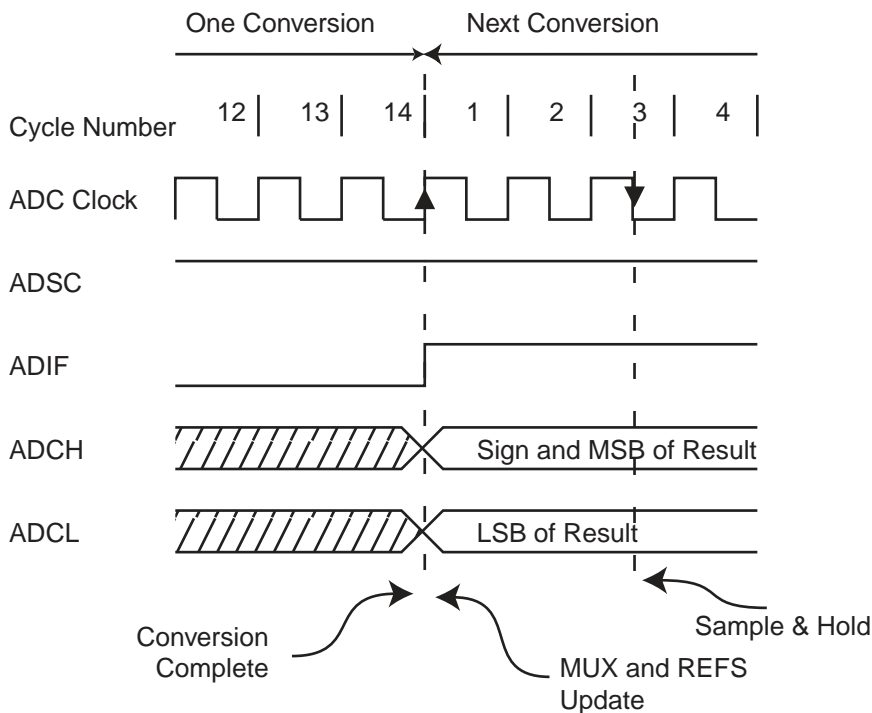 One Conversion
Next Conversion
Cycle Number
12
13
14
1
2
3
4
ADC Clock
ADSC
ADIF
ADCH
Sign and MSB of Result
ADCL
LSB of Result
Conversion
Complete
MUX and REFS
Update
Sample & Hold